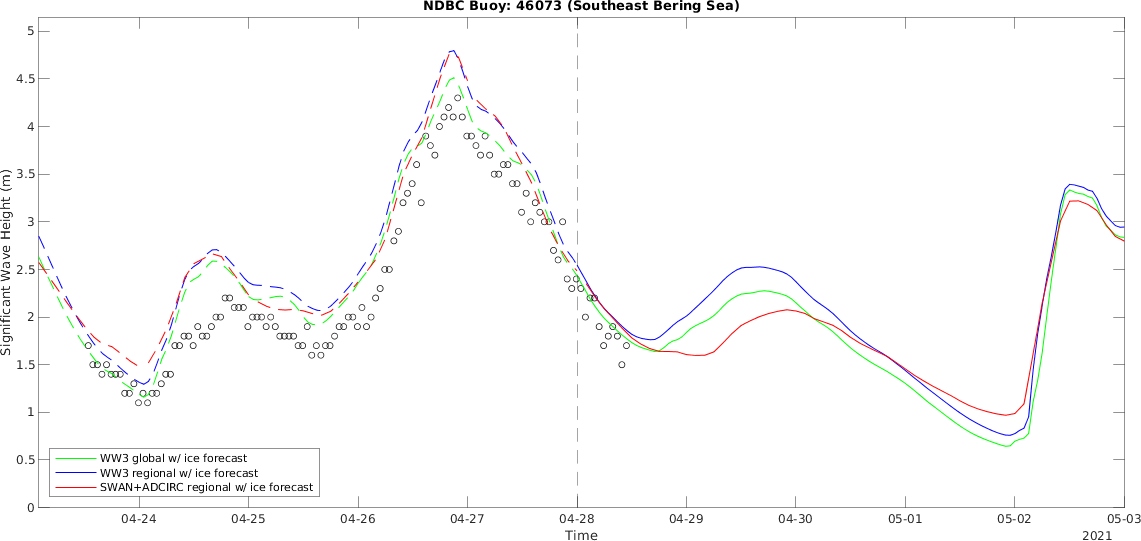 NDBC Buoy: 46073 (Southeast Bering Sea)
5
4.5
4
3.5
3
2.5
2
1.5
1
0.5
0
Significant Wave Height (m)
WW3 global w/ ice forecast
WW3 regional w/ ice forecast
SWAN+ADCIRC regional w/ ice forecast
04-24 04-25 04-26 04-27 04-28 04-29 04-30 05-01 05-02 05-03
Time
2021